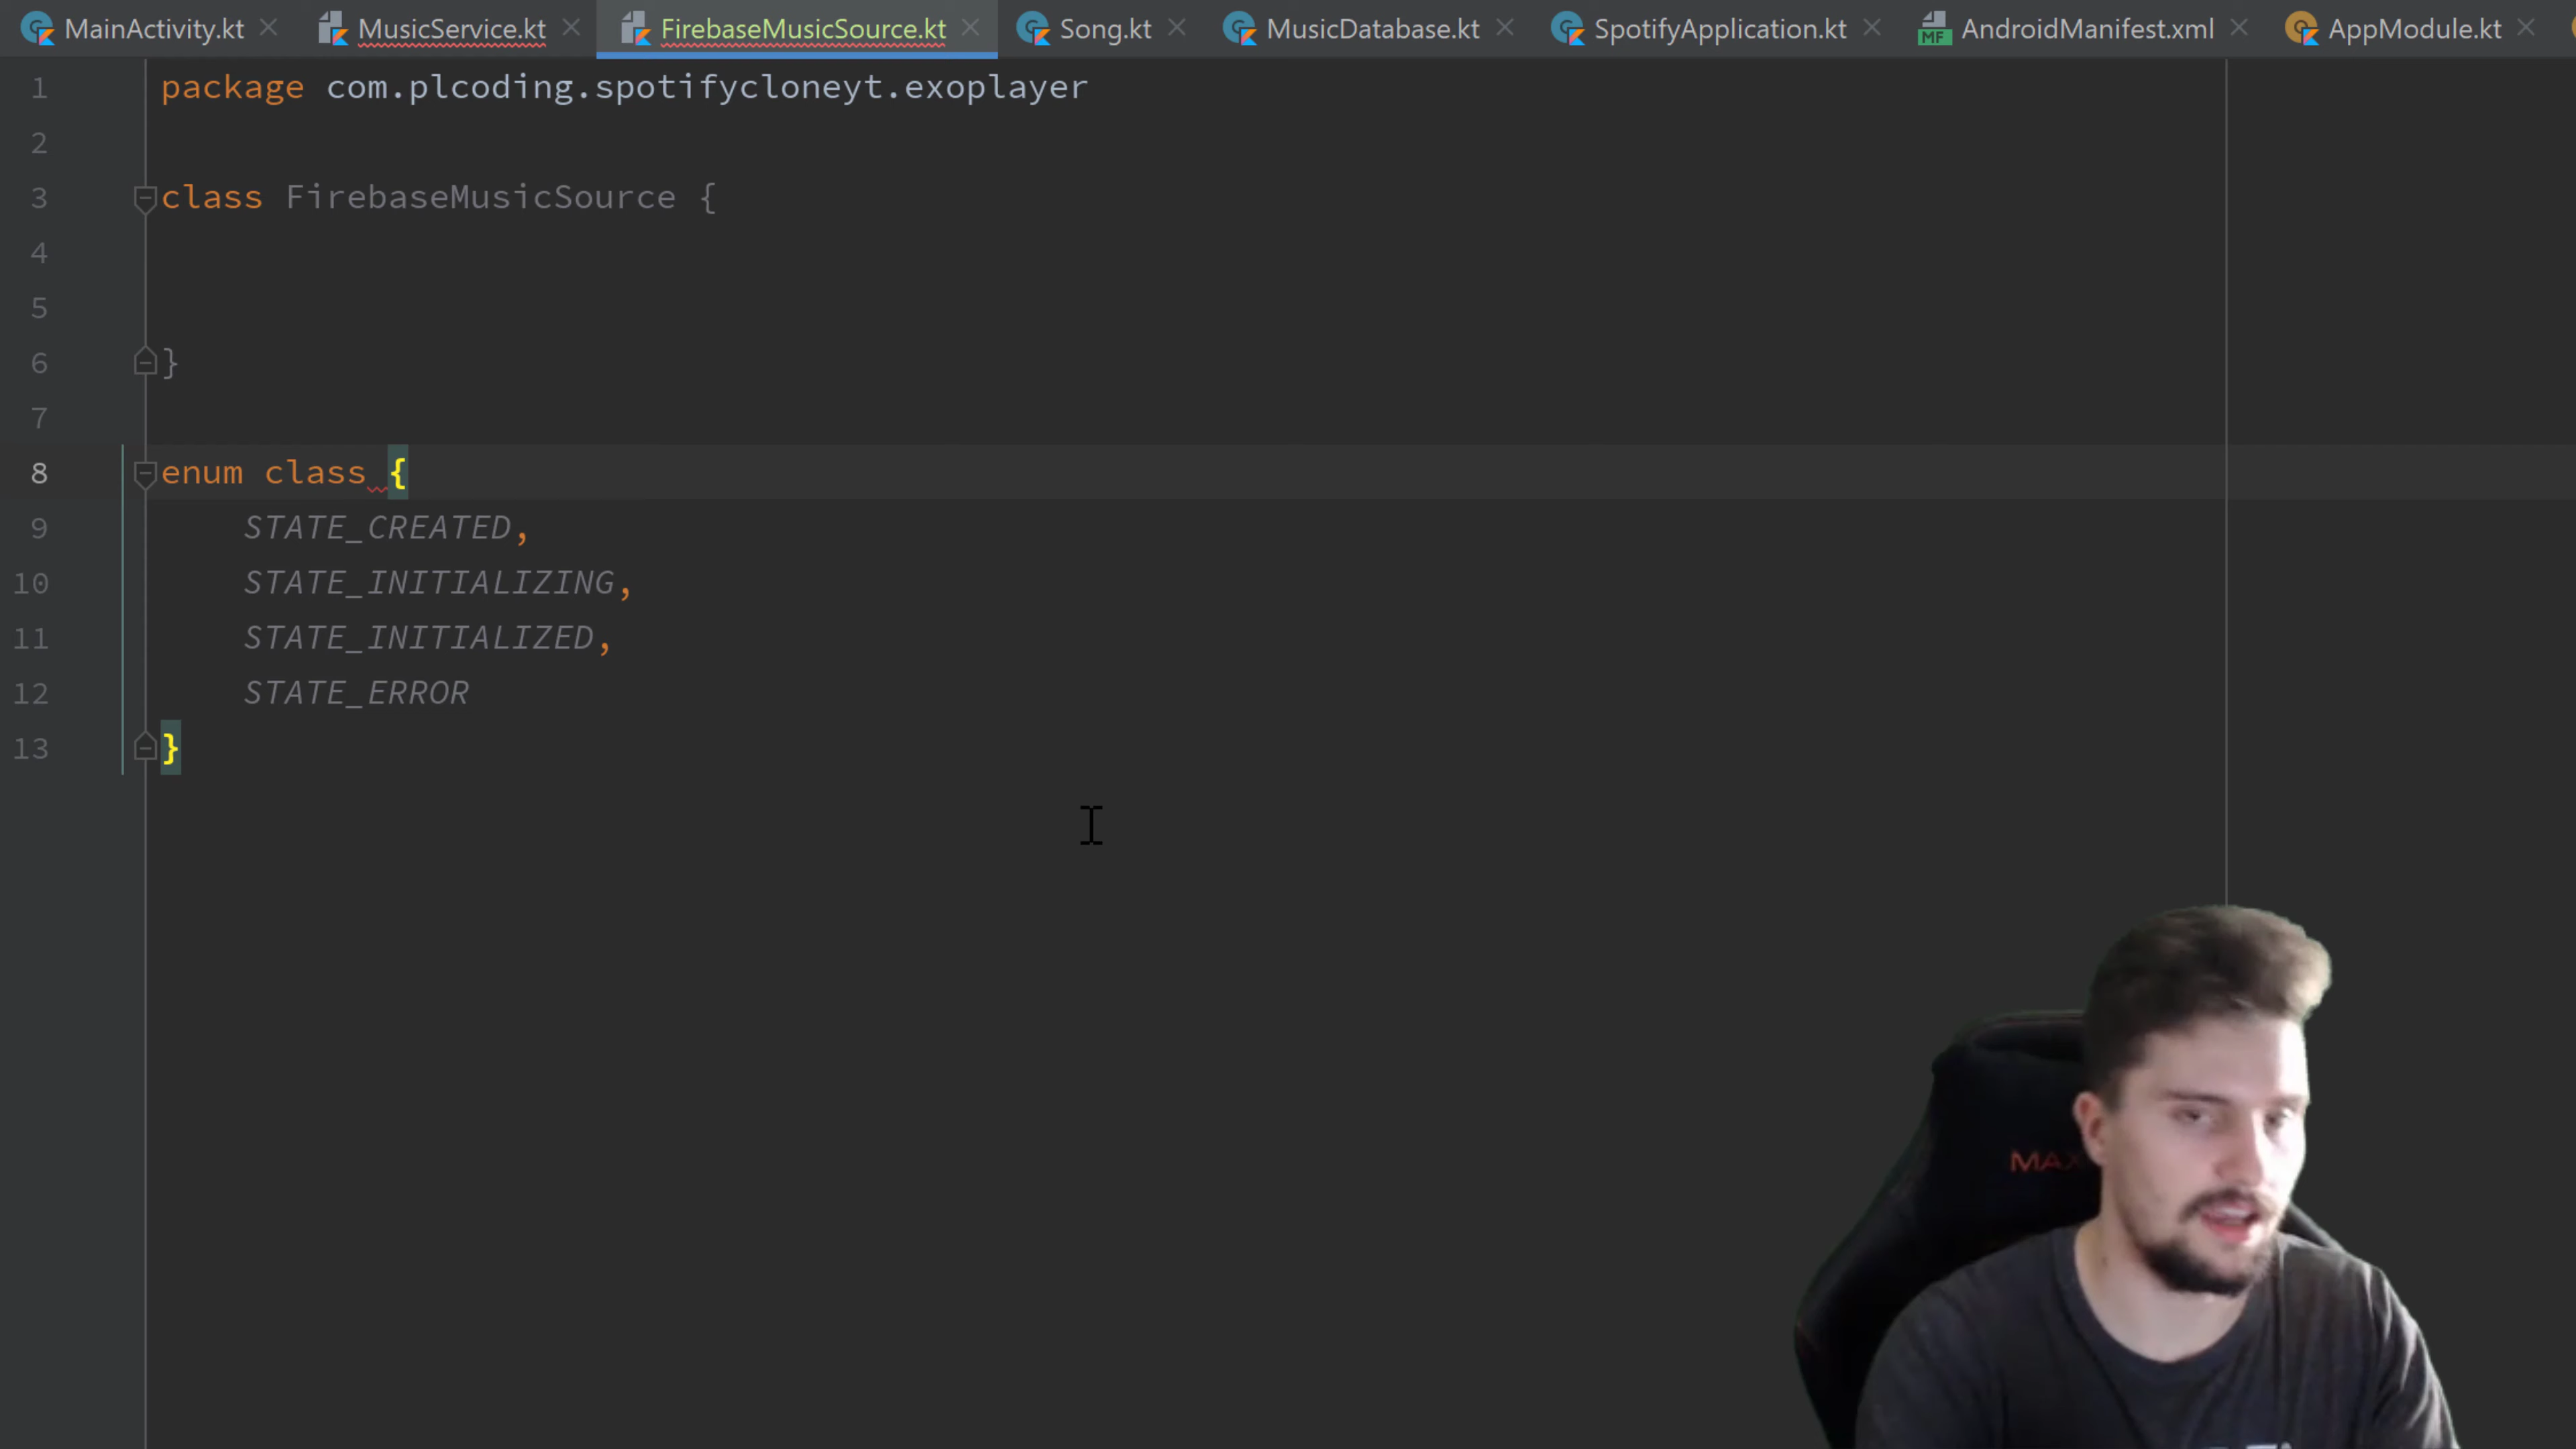 MainActivity.kt MusicService.kt FirebaseMusicSource.kt Song.kt MusicDatabase.kt SpotifyApplication.kt MF AndroidManifest.xml AppModule.kt
1 package com.plcoding.spotifycloneyt.exoplayer
2
3 class FirebaseMusicSource {
4
5
6 }
7
8 enum class {
9 STATE_CREATED,
10 STATE_INITIALIZING,
11 STATE_INITIALIZED,
12 STATE_ERROR
13 }